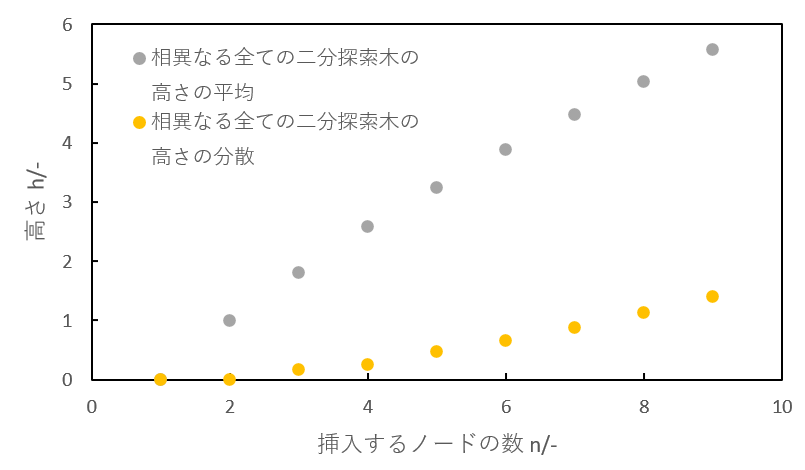 6
5
4
3
2
1
0
高さ h/-
相異なる全ての二分探索木の
高さの平均
相異なる全ての二分探索木の
高さの分散
0 2 4 6 8 10
挿入するノードの数 n/-